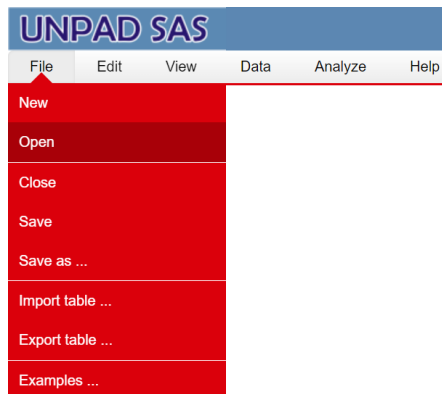 UNPAD SAS
File Edit View Data Analyze Help
New
Open
Close
Save
Save as ...
Import table ...
Export table ...
Examples ...